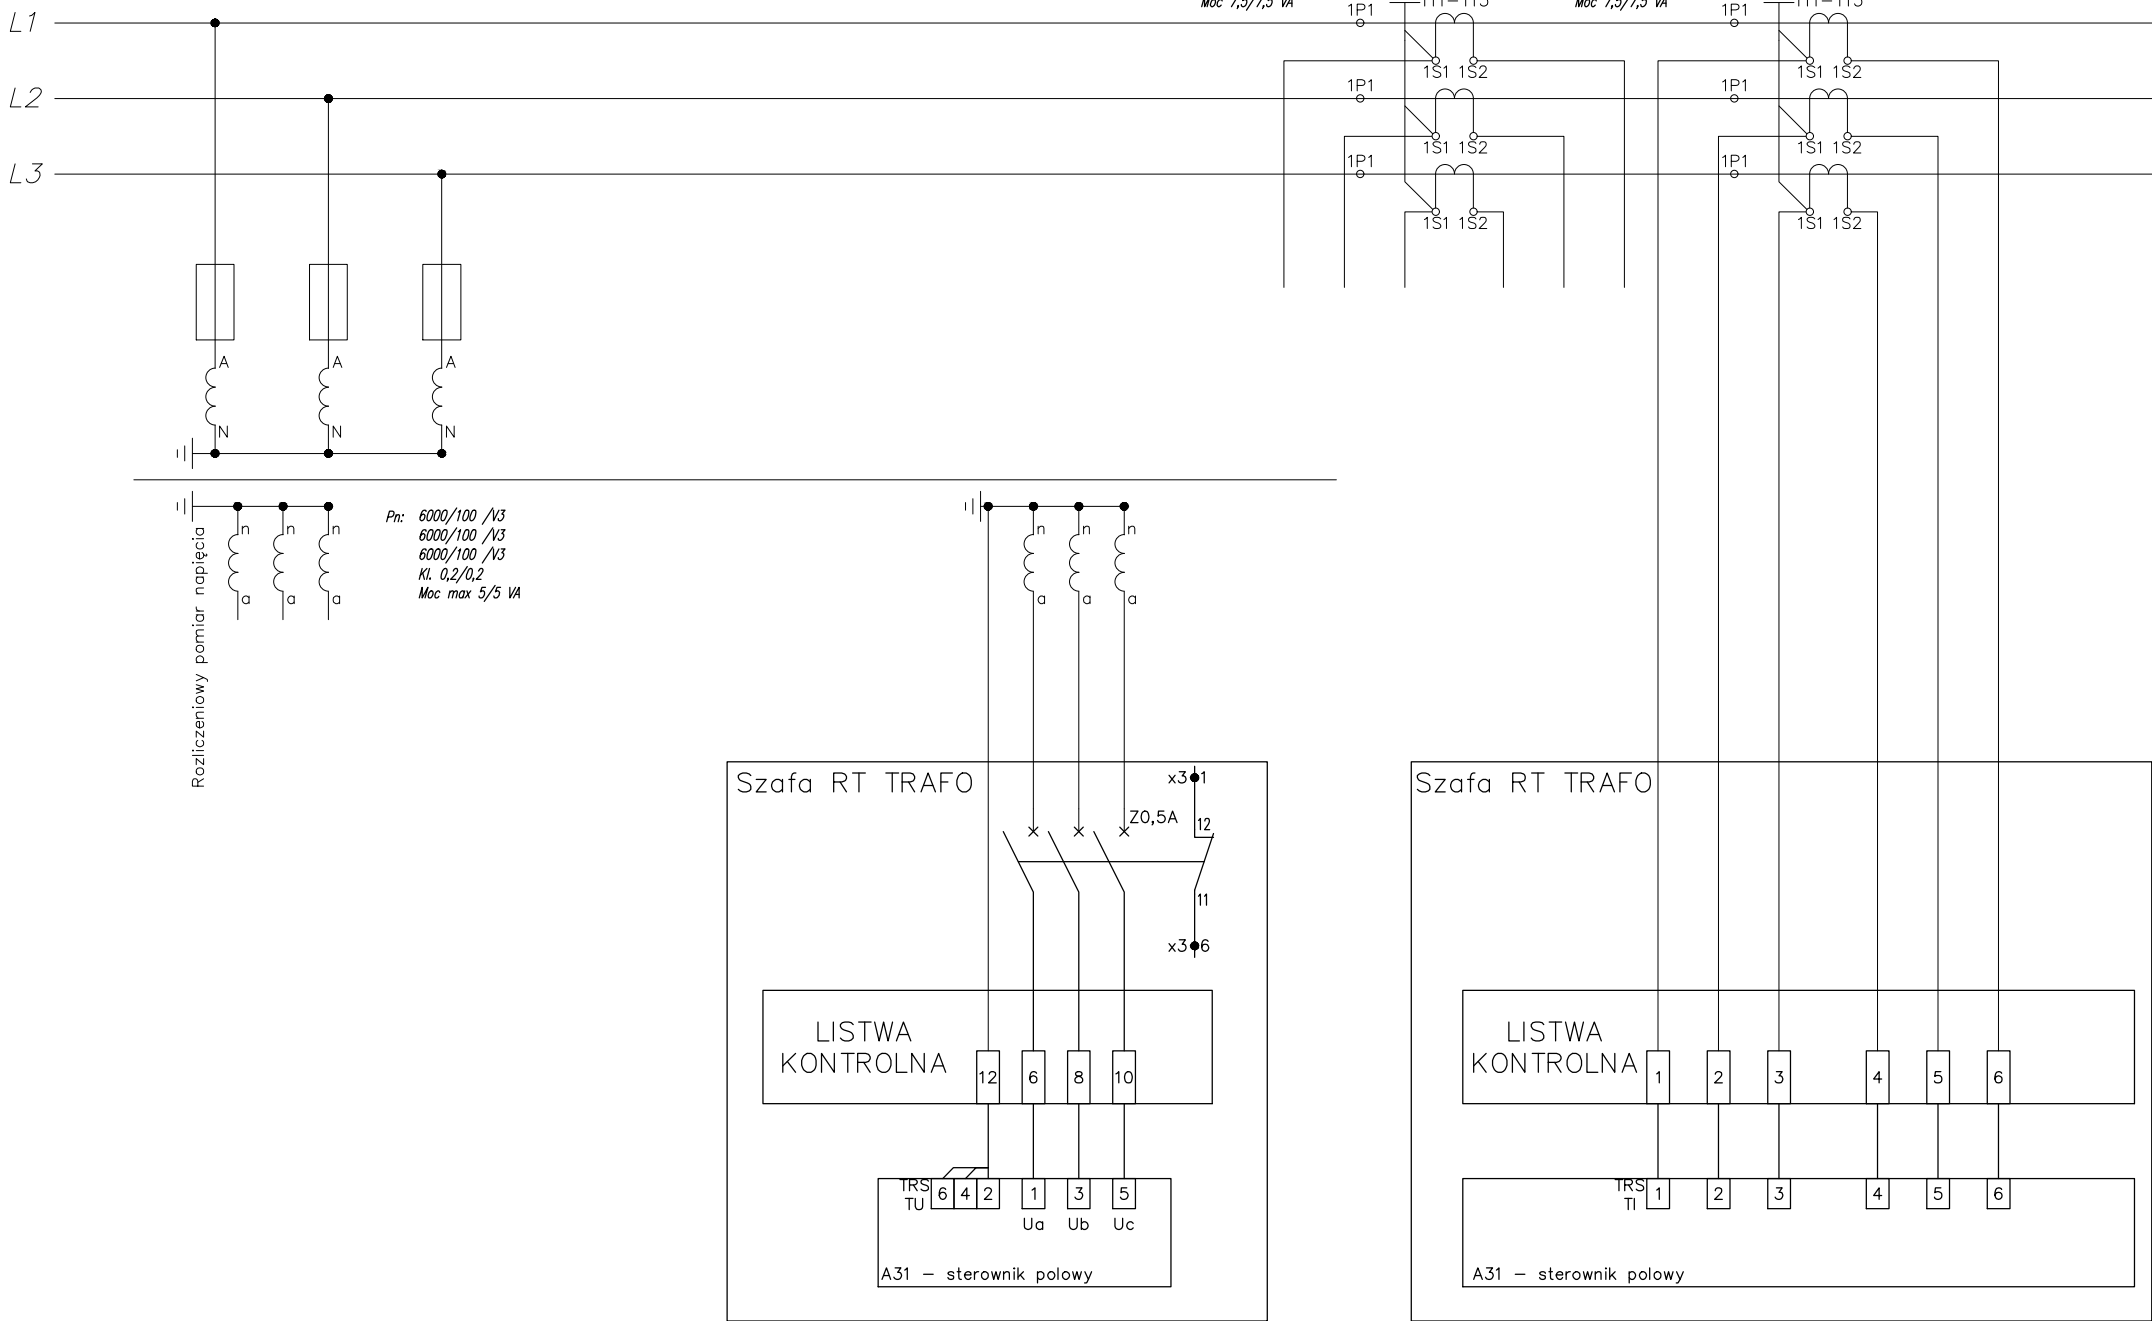 Moc 7,5/7,5 VA
Moc 7,5/7,5 VA
L1
1P1
1P1
1S1 1S2
1S1 1S2
L2
1P1
1P1
1S1 1S2
1S1 1S2
L3
1P1
1P1
1S1 1S2
1S1 1S2
A
A
A
N
N
N
n
n
n
a
a
a
Rozliczeniowy pomiar napięcia
Pn: 6000/100 /√3
6000/100 /√3
6000/100 /√3
Kl. 0,2/0,2
Moc max 5/5 VA
n
n
n
a
a
a
Szafa RT TRAFO
x3 1
Z0,5A
12
11
x3 6
LISTWA
KONTROLNA
12
6
8
10
TRS
TU
6
4
2
1
3
5
Ua
Ub
Uc
A31 – sterownik polowy
Szafa RT TRAFO
LISTWA
KONTROLNA
1
2
3
4
5
6
TRS
TI
1
2
3
4
5
6
A31 – sterownik polowy